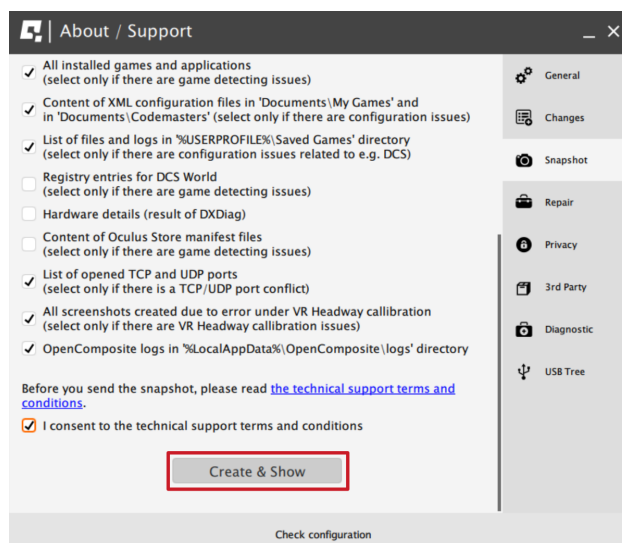 About / Support
All installed games and applications
(select only if there are game detecting issues)
Content of XML configuration files in 'Documents\My Games' and
in 'Documents\Codemasters' (select only if there are configuration issues)
List of files and logs in '%USERPROFILE%\Saved Games' directory
(select only if there are configuration issues related to e.g. DCS)
Registry entries for DCS World
(select only if there are game detecting issues)
Hardware details (result of DXDiag)
Content of Oculus Store manifest files
(select only if there are game detecting issues)
List of opened TCP and UDP ports
(select only if there is a TCP/UDP port conflict)
All screenshots created due to error under VR Headway callibration
(select only if there are VR Headway callibration issues)
OpenComposite logs in '%LocalAppData%\OpenComposite\logs' directory
Before you send the snapshot, please read the technical support terms and
conditions.
I consent to the technical support terms and conditions
Create & Show
General
Changes
Snapshot
Repair
Privacy
3rd Party
Diagnostic
USB Tree
Check configuration